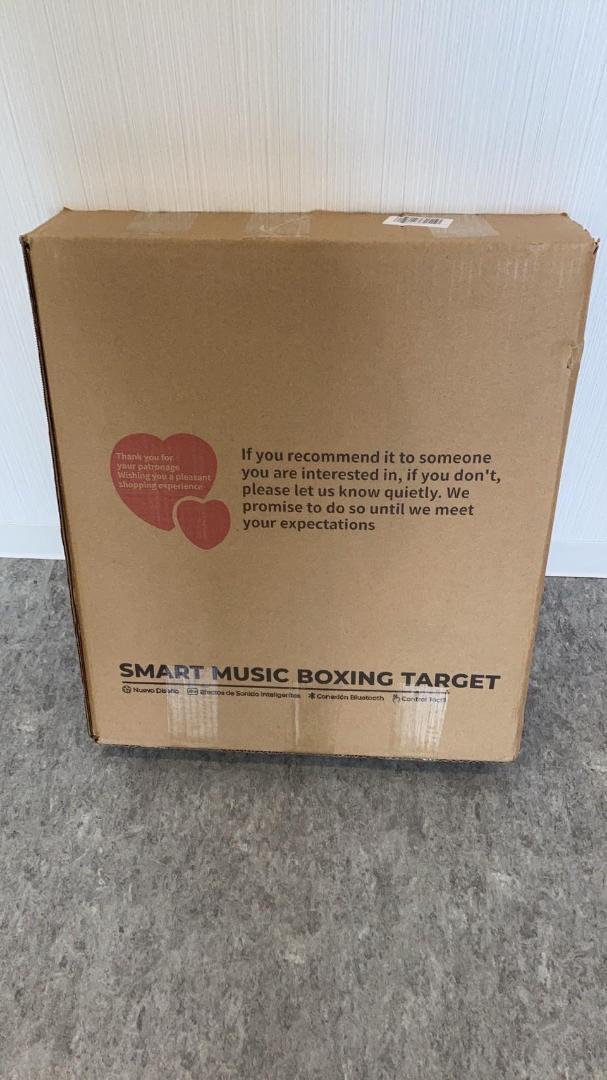 Thank you for
your patronage
Wishing you a pleasant
shopping experience
If you recommend it to someone
you are interested in, if you don't,
please let us know quietly. We
promise to do so until we meet
your expectations
SMART MUSIC BOXING TARGET
Nuevo Diseño Efectos de Sonido Inteligentes Conexión Bluetooth Control Fácil